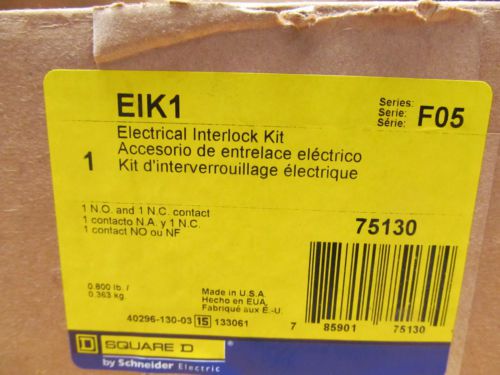 EIK1
Series:
Serie:
Série:
F05
1
Electrical Interlock Kit
Accesorio de entrelace eléctrico
Kit d'interverrouillage électrique
1 N.O. and 1 N.C. contact
1 contacto N.A. y 1 N.C.
1 contact NO ou NF
75130
0.800 lb. /
0.363 kg.
Made in U.S.A.
Hecho en EUA.
Fabriqué aux É.-U.
40296-130-03 15 133061
7 85901 75130
SQUARE D
by Schneider Electric